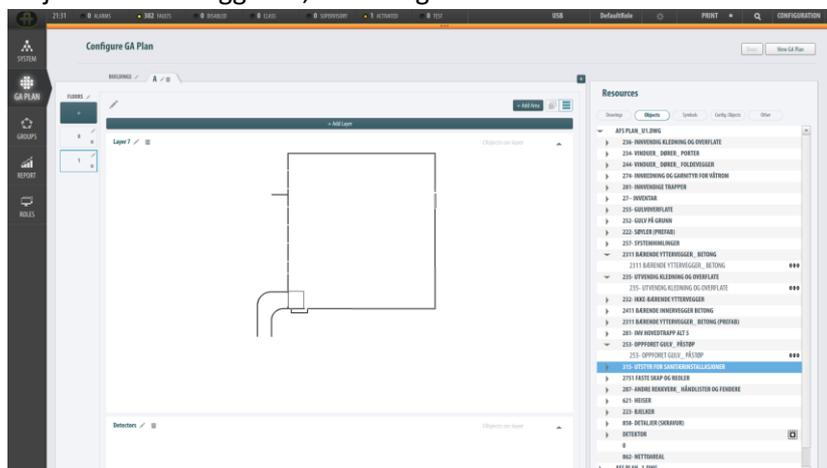 21:31 0 ALARMS 302 FAULTS 0 DISABLED 0 ELISIS 0 SUPERVISORY 1 ACTIVATED 0 TEST USB DefaultRole PRINT CONFIGURATION
SYSTEM
GA PLAN
GROUPS
REPORT
ROLES
Configure GA Plan
View GA Plan
BUILDINGS A
FLOORS
+
0
1
+ Add Area
+ Add Layer
Layer 7 Objects on layer
Detectors Objects on layer
Resources
Drawings Objects Symbols Config. Objects Other
AFS PLAN_U1.DWG
230- INNVENDIG KLEDNING OG OVERFLATE
234- VINDUER_ DØRER_ PORTER
244- VINDUER_ DØRER_ FOLDEVEGGER
274- INNREDNING OG GARNITYR FOR VÅTROM
281- INNVENDIGE TRAPPER
27-- INVENTAR
255- GULVOVERFLATE
252- GULV PÅ GRUNN
222- SØYLER (PREFAB)
257- SYSTEMHIMLINGER
2311 BÆRENDE YTTERVEGGER_ BETONG
2311 BÆRENDE YTTERVEGGER_ BETONG
235- UTVENDIG KLEDNING OG OVERFLATE
235- UTVENDIG KLEDNING OG OVERFLATE
232- IKKE-BÆRENDE YTTERVEGGER
2411 BÆRENDE INNERVEGGER BETONG
2311 BÆRENDE YTTERVEGGER_ BETONG (PREFAB)
281- INV HOVEDTRAPP ALT 5
253- OPPFORET GULV_ PÅSTØP
253- OPPFORET GULV_ PÅSTØP
315- UTSTYR FOR SANITÆRINSTALLASJONER
2751 FASTE SKAP OG REOLER
287- ANDRE REKKVERK_ HÅNDLISTER OG FENDERE
621- HEISER
223- BJELKER
858- DETALJER (SKRAVUR)
DETEKTOR
0
862- NETTOAREAL